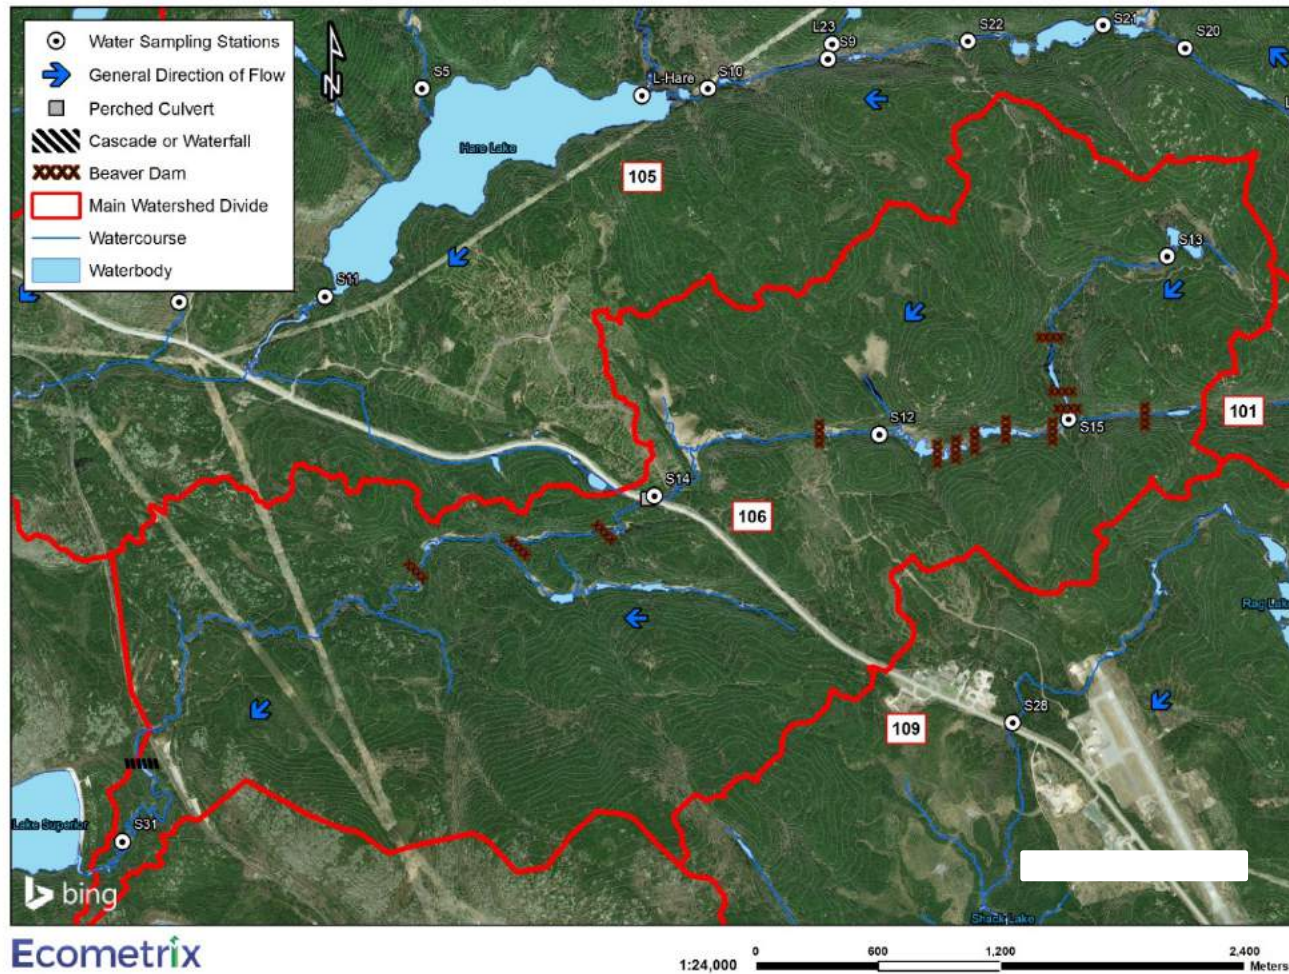 Water Sampling Stations
General Direction of Flow
Perched Culvert
Cascade or Waterfall
XXXX Beaver Dam
Main Watershed Divide
Watercourse
Waterbody
N
S5
L-Hare
S10
L23
S9
S22
S21
S20
L
Hare Lake
105
S11
S13
S12
S15
101
S14
106
Rag Lake
S28
109
Lake Superior
S31
Shack Lake
bing
Ecometrix
1:24,000
0 600 1,200 2,400
Meters